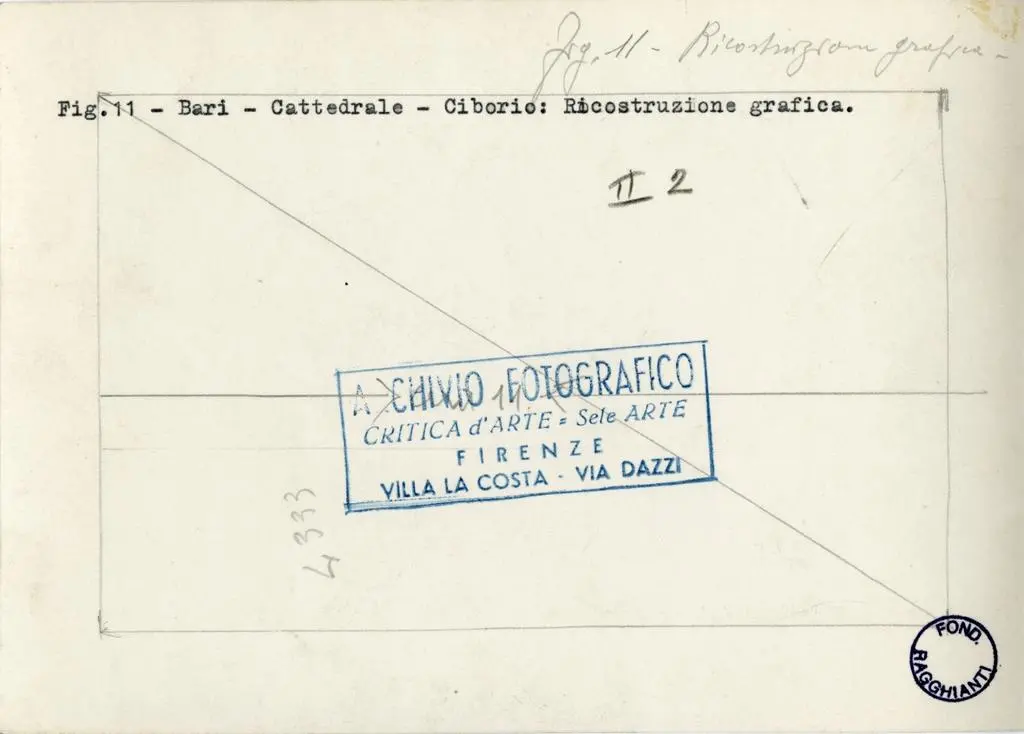 Fig. 11 - Ricostruzione grafica -
Fig.11 - Bari - Cattedrale - Ciborio: Ricostruzione grafica.
II 2
A CHIVIO FOTOGRAFICO
CRITICA d'ARTE = Sele ARTE
FIRENZE
VILLA LA COSTA - VIA DAZZI
4333
FOND.
RAGGHIANTI